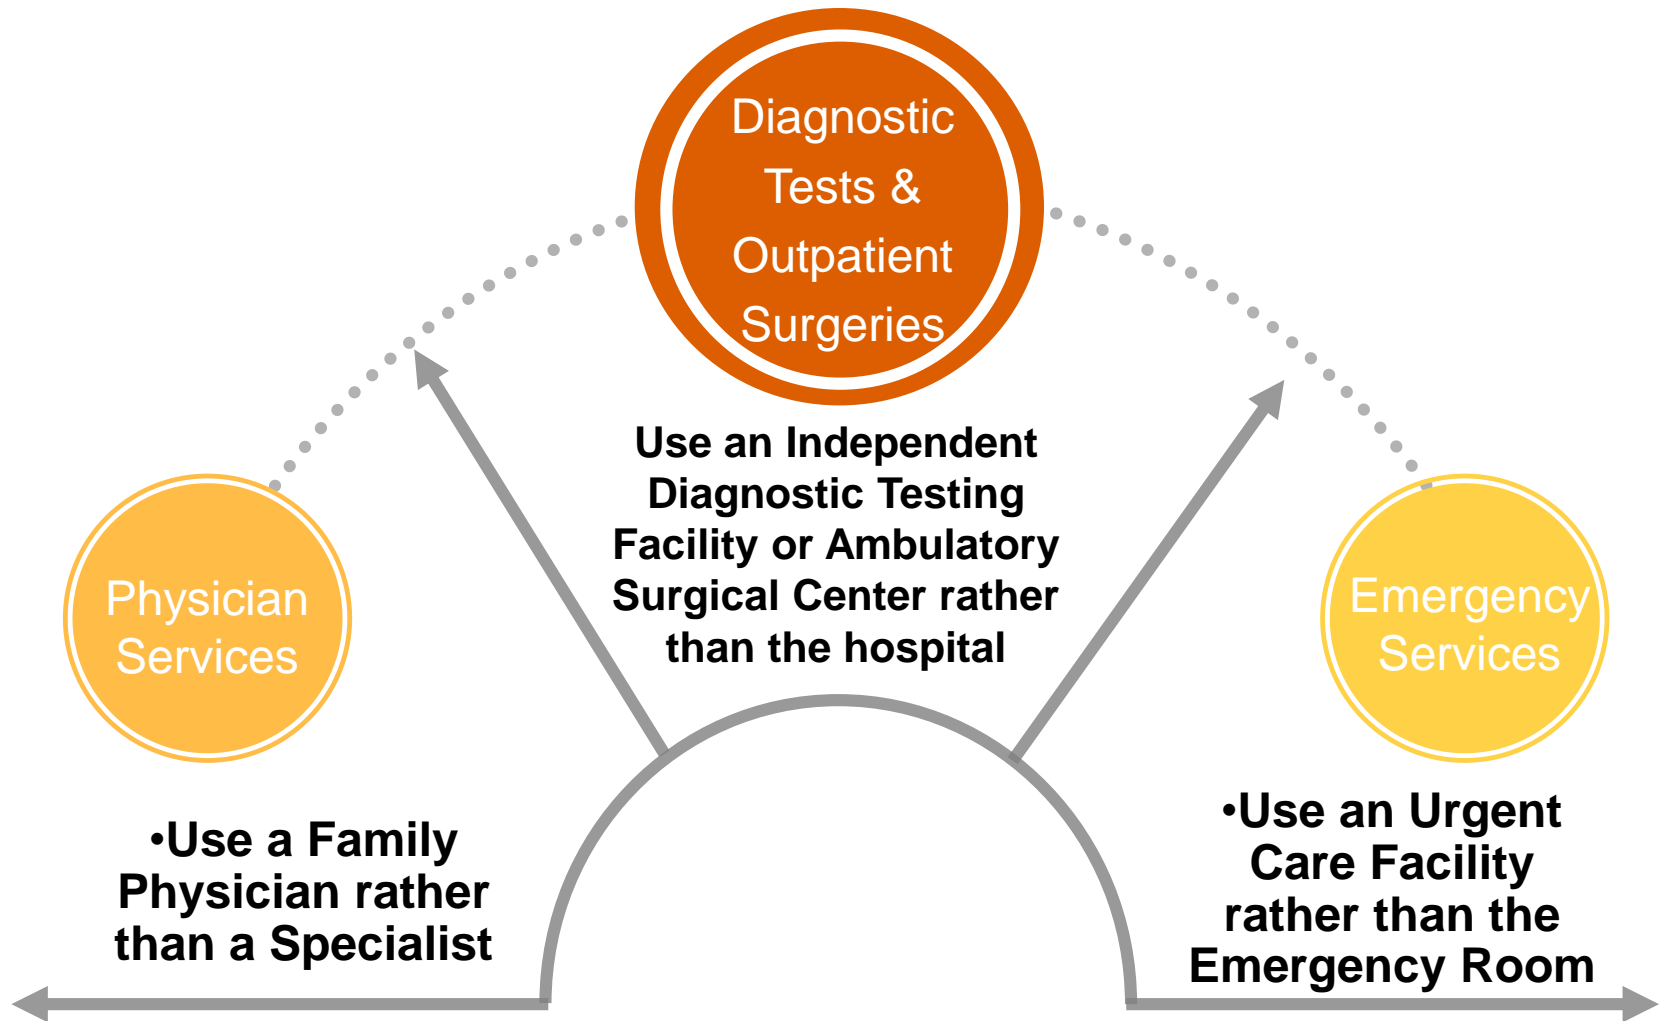 Diagnostic
Tests &
Outpatient
Surgeries
Use an Independent
Diagnostic Testing
Facility or Ambulatory
Surgical Center rather
than the hospital
Physician
Services
•Use a Family
Physician rather
than a Specialist
Emergency
Services
•Use an Urgent
Care Facility
rather than the
Emergency Room